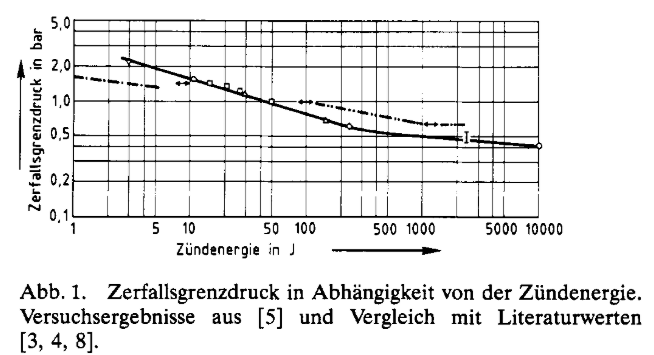 Zerfallsgrenzdruck in bar
5,0
2,0
1,0
0,5
0,2
0,1
1 5 10 50 100 500 1000 5000 10000
Zündenergie in J
Abb. 1. Zerfallsgrenzdruck in Abhängigkeit von der Zündenergie.
Versuchsergebnisse aus [5] und Vergleich mit Literaturwerten
[3, 4, 8].